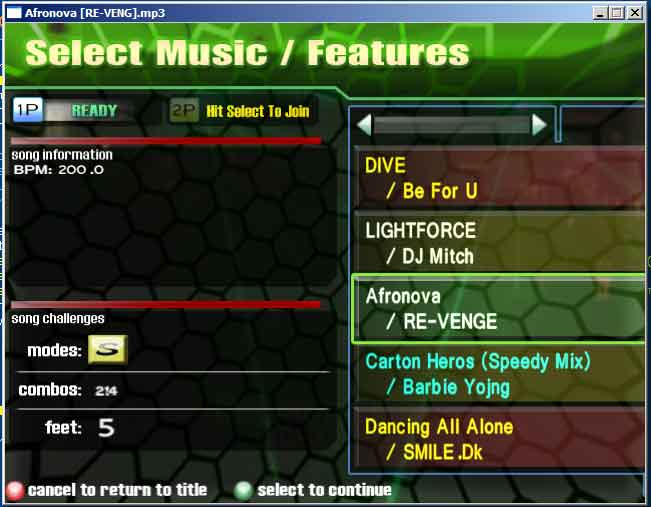 Afronova [RE-VENG].mp3
Select Music / Features
1P READY 2P Hit Select To Join
song information
BPM: 200.0
DIVE
/ Be For U
LIGHTFORCE
/ DJ Mitch
Afronova
/ RE-VENGE
Carton Heros (Speedy Mix)
/ Barbie Yojng
Dancing All Alone
/ SMILE.Dk
song challenges
modes: S
combos: 214
feet: 5
cancel to return to title select to continue